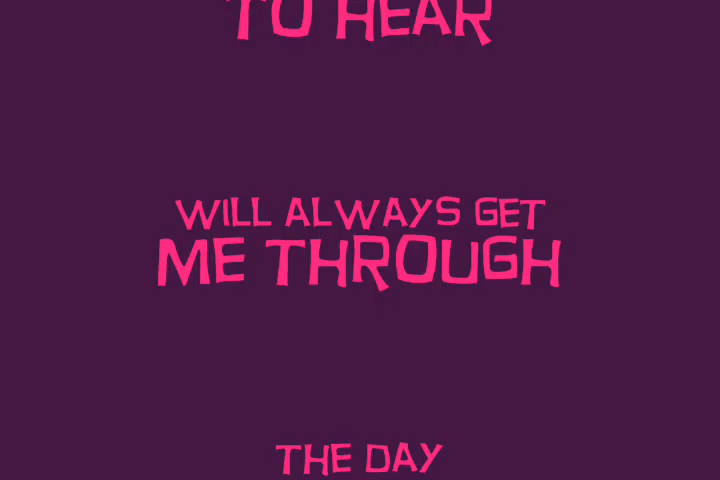 TO HEAR
WILL ALWAYS GET
ME THROUGH
THE DAY